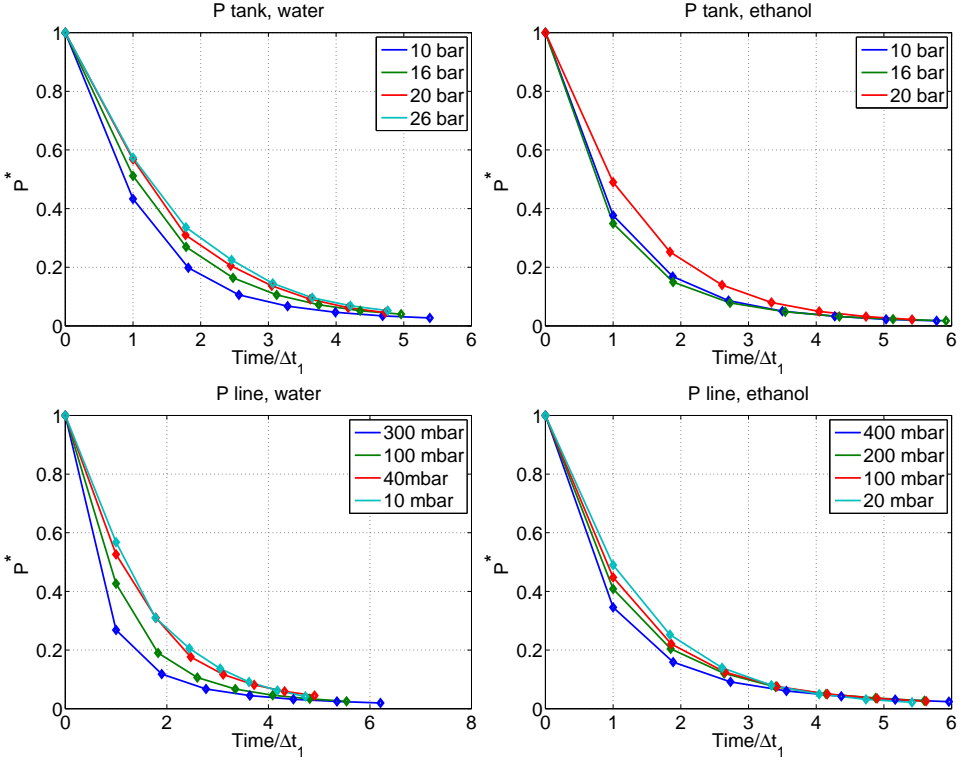 P tank, water
P*
1
0.8
0.6
0.4
0.2
0
0 1 2 3 4 5 6
Time/Δt1
10 bar
16 bar
20 bar
26 bar
P tank, ethanol
P*
1
0.8
0.6
0.4
0.2
0
0 1 2 3 4 5 6
Time/Δt1
10 bar
16 bar
20 bar
P line, water
P*
1
0.8
0.6
0.4
0.2
0
0 2 4 6 8
Time/Δt1
300 mbar
100 mbar
40mbar
10 mbar
P line, ethanol
P*
1
0.8
0.6
0.4
0.2
0
0 1 2 3 4 5 6
Time/Δt1
400 mbar
200 mbar
100 mbar
20 mbar